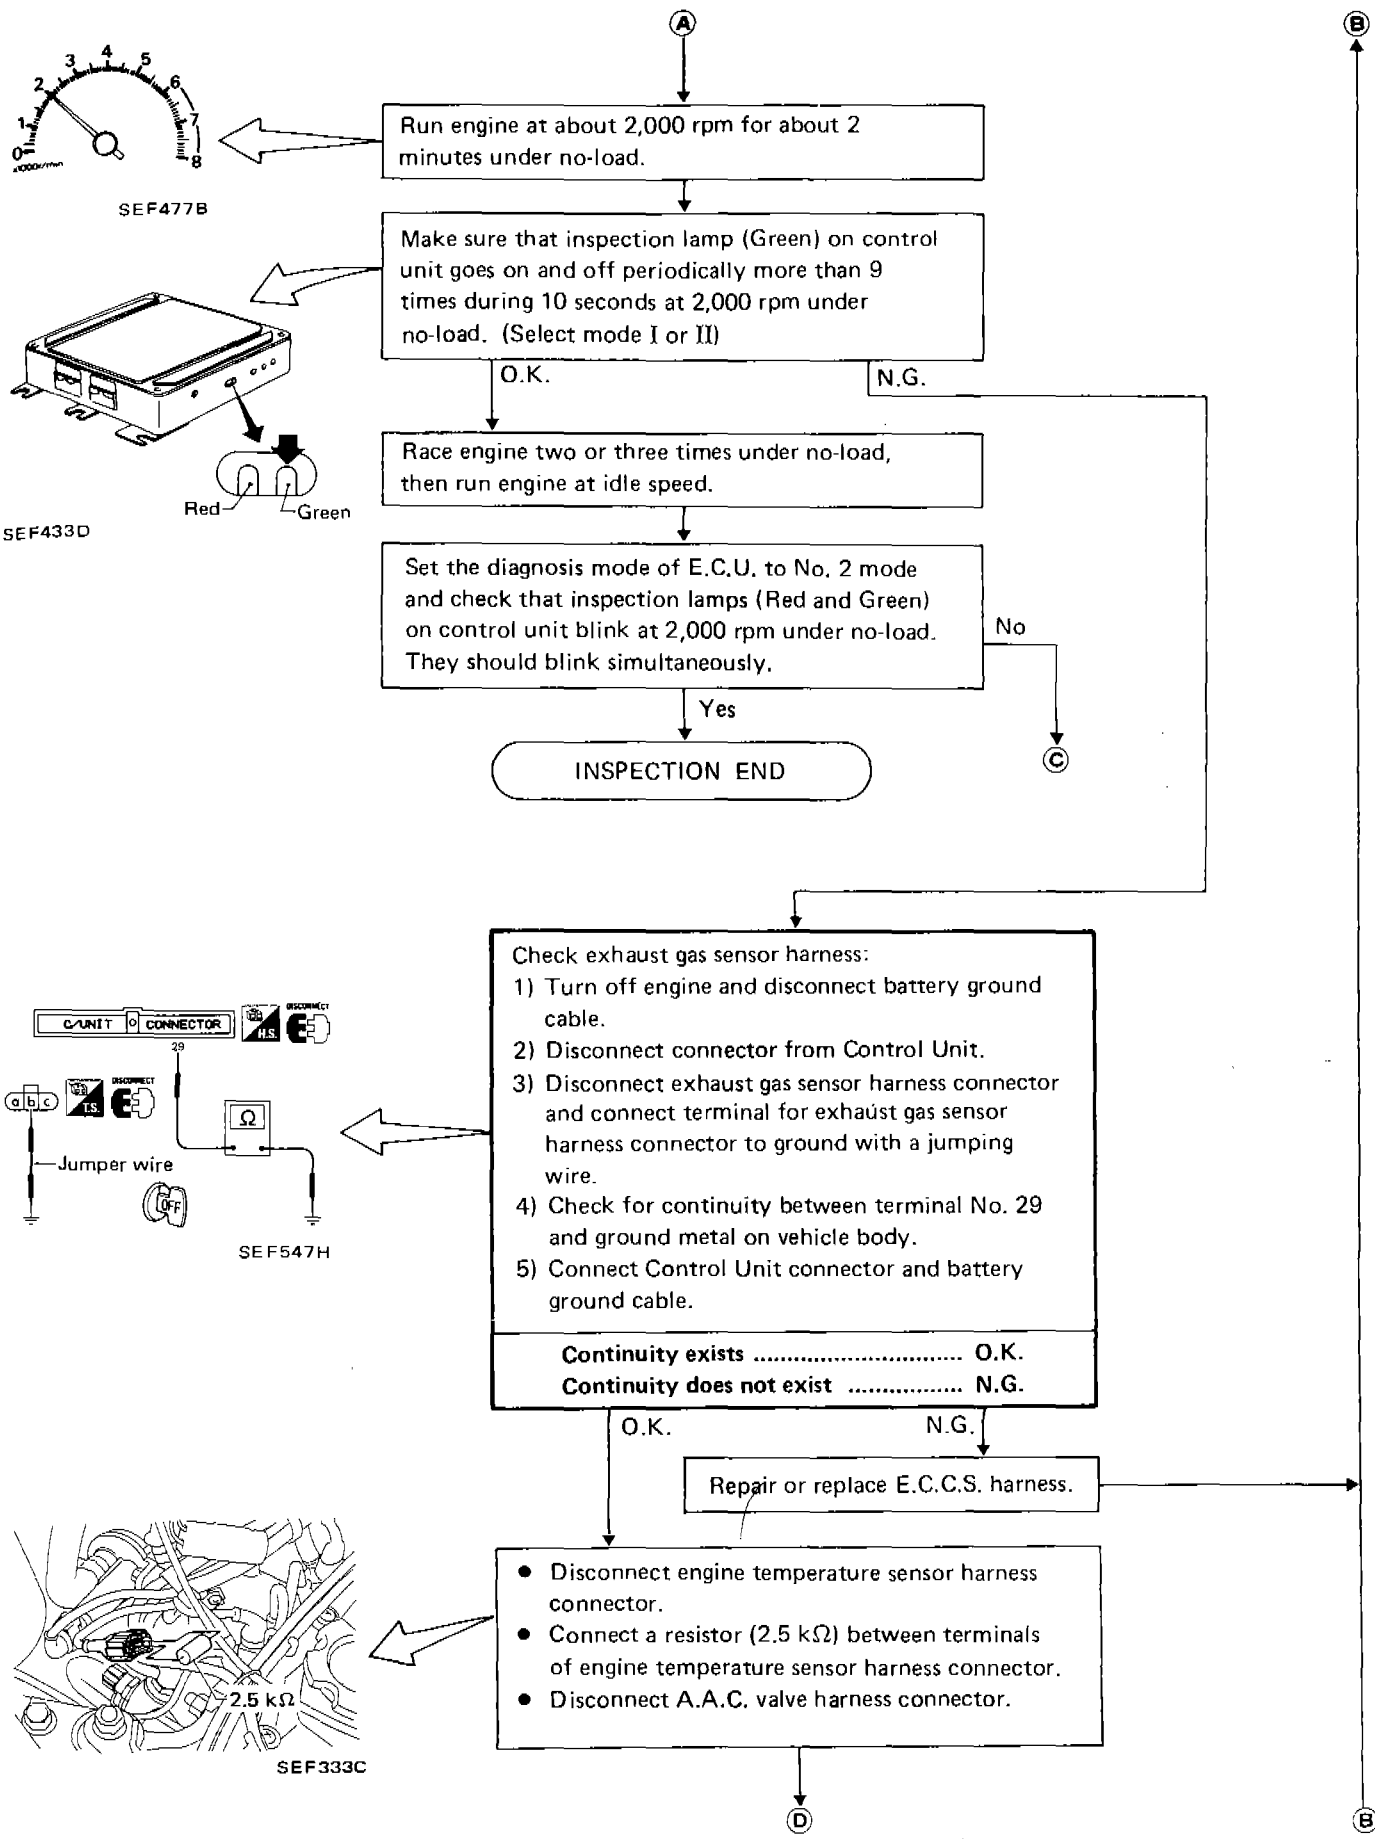 A
B
0
1
2
3
4
5
6
7
8
x1000r/min
SEF477B
Run engine at about 2,000 rpm for about 2
minutes under no-load.
Make sure that inspection lamp (Green) on control
unit goes on and off periodically more than 9
times during 10 seconds at 2,000 rpm under
no-load. (Select mode I or II)
O.K.
N.G.
Red
Green
SEF433D
Race engine two or three times under no-load,
then run engine at idle speed.
Set the diagnosis mode of E.C.U. to No. 2 mode
and check that inspection lamps (Red and Green)
on control unit blink at 2,000 rpm under no-load.
They should blink simultaneously.
No
Yes
C
INSPECTION END
Check exhaust gas sensor harness:
1) Turn off engine and disconnect battery ground
cable.
2) Disconnect connector from Control Unit.
3) Disconnect exhaust gas sensor harness connector
and connect terminal for exhaust gas sensor
harness connector to ground with a jumping
wire.
4) Check for continuity between terminal No. 29
and ground metal on vehicle body.
5) Connect Control Unit connector and battery
ground cable.
Continuity exists ............................... O.K.
Continuity does not exist ................. N.G.
C/UNIT CONNECTOR
H.S.
DISCONNECT
29
a b c
T.S.
DISCONNECT
Ω
Jumper wire
OFF
SEF547H
O.K.
N.G.
Repair or replace E.C.C.S. harness.
● Disconnect engine temperature sensor harness
connector.
● Connect a resistor (2.5 kΩ) between terminals
of engine temperature sensor harness connector.
● Disconnect A.A.C. valve harness connector.
2.5 kΩ
SEF333C
D
B